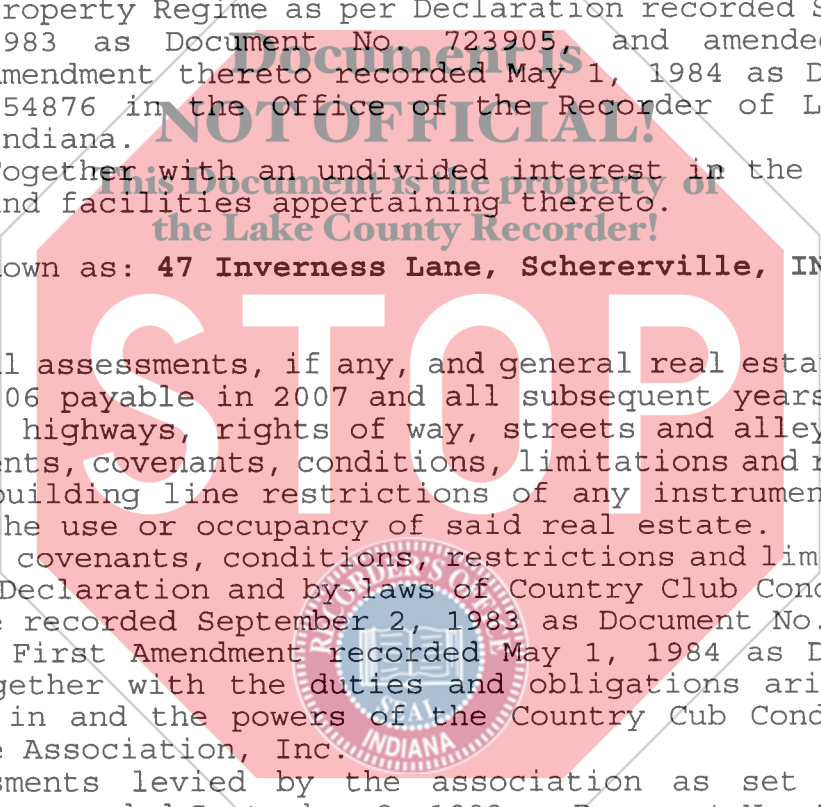 roperty Regime as per Declaration recorded S
983 as Document No. 723905, and amended
mendment thereto recorded May 1, 1984 as D
54876 in the Office of the Recorder of L
ndiana.
ogether with an undivided interest in the
nd facilities appertaining thereto.
own as: 47 Inverness Lane, Schererville, IN
l assessments, if any, and general real esta
06 payable in 2007 and all subsequent years
highways, rights of way, streets and alley
nts, covenants, conditions, limitations and r
building line restrictions of any instrumen
he use or occupancy of said real estate.
covenants, conditions, restrictions and lim
Declaration and by-laws of Country Club Cond
e recorded September 2, 1983 as Document No.
First Amendment recorded May 1, 1984 as D
gether with the duties and obligations ari
in and the powers of the Country Cub Cond
e Association, Inc.
sments levied by the association as set
Document is
NOT OFFICIAL!
This Document is the property of
the Lake County Recorder!
STOP
RECORDER'S OFFICE
SEAL
INDIANA